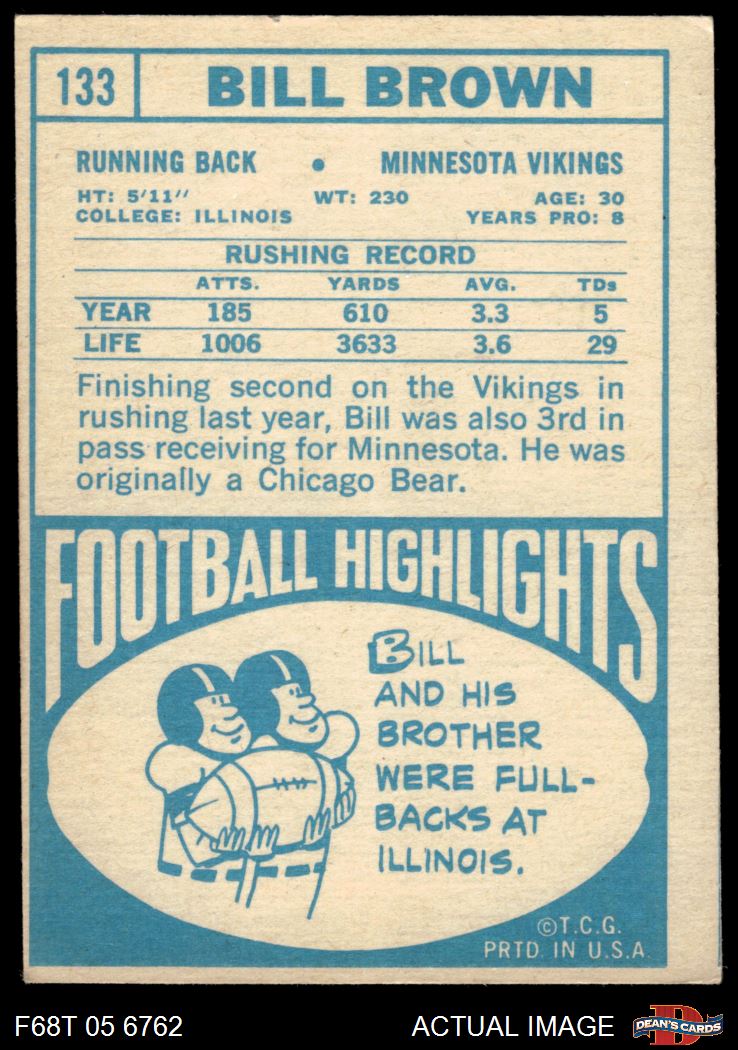 133 BILL BROWN
RUNNING BACK • MINNESOTA VIKINGS
HT: 5'11" WT: 230 AGE: 30
COLLEGE: ILLINOIS YEARS PRO: 8
RUSHING RECORD
ATTS. YARDS AVG. TDs
YEAR 185 610 3.3 5
LIFE 1006 3633 3.6 29
Finishing second on the Vikings in
rushing last year, Bill was also 3rd in
pass receiving for Minnesota. He was
originally a Chicago Bear.
FOOTBALL HIGHLIGHTS
BILL
AND HIS
BROTHER
WERE FULL-
BACKS AT
ILLINOIS.
©T.C.G.
PRTD. IN U.S.A.
F68T 05 6762 ACTUAL IMAGE DEAN'S CARDS